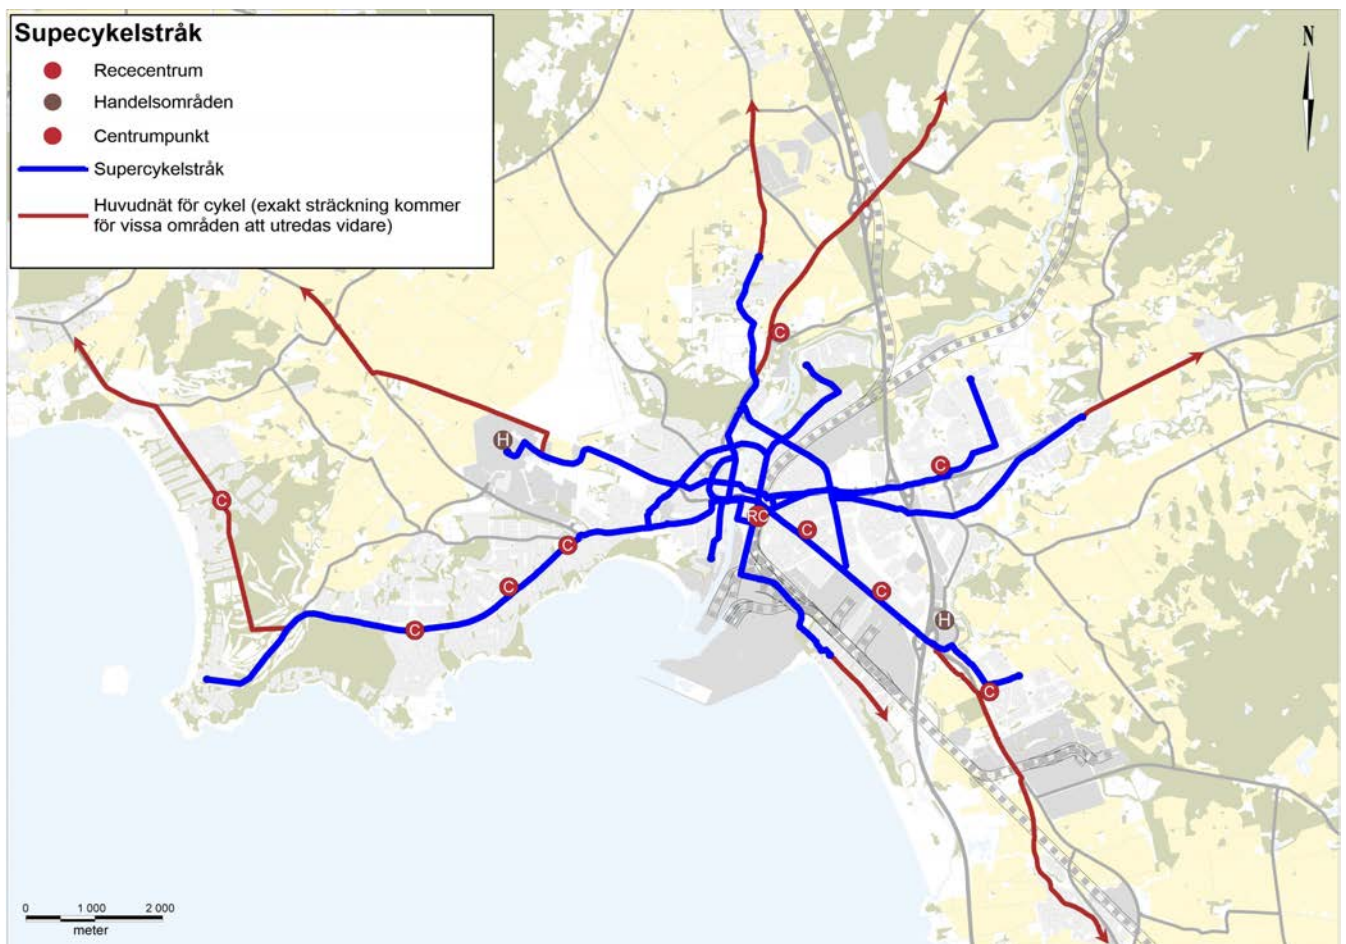 Supecykelstråk
Rececentrum
Handelsområden
Centrumpunkt
Supercykelstråk
Huvudnät för cykel (exakt sträckning kommer
för vissa områden att utredas vidare)
N
C
C
H
C
RC
C
C
C
C
H
C
C
0 1 000 2 000
meter